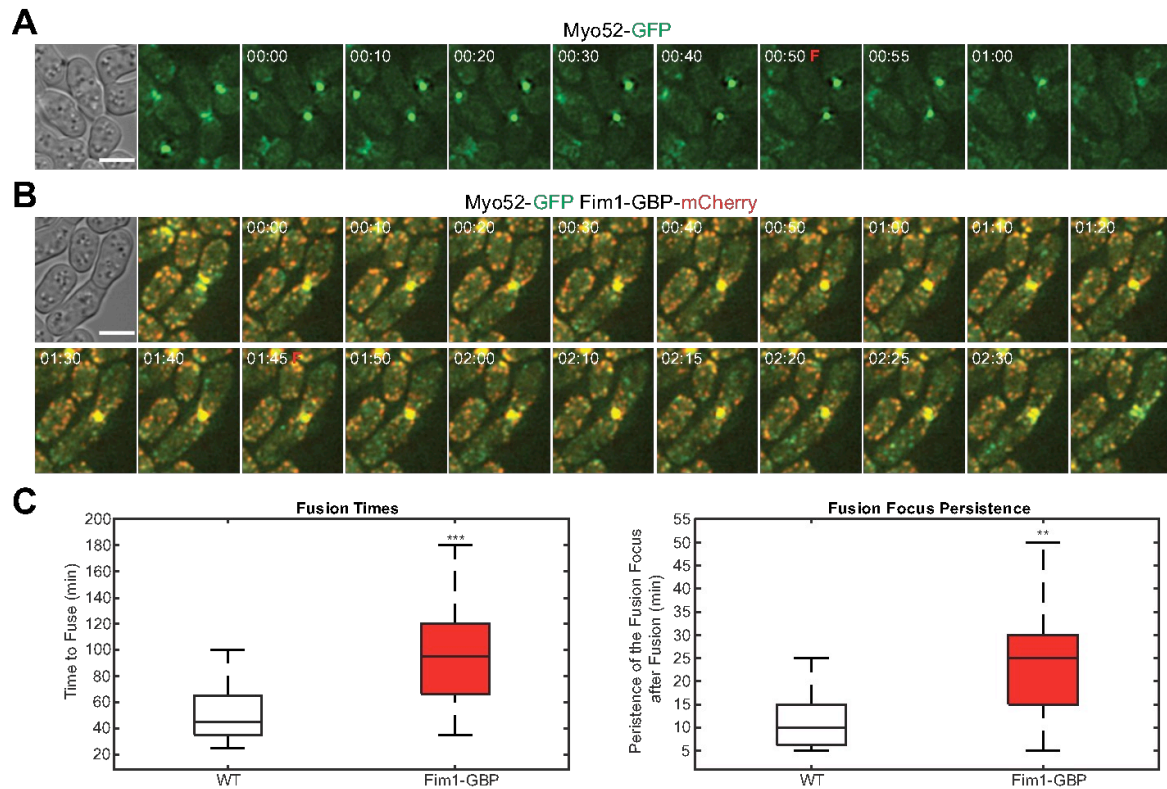 A
Myo52-GFP
00:00 00:10 00:20 00:30 00:40 00:50 F 00:55 01:00
B
Myo52-GFP Fim1-GBP-mCherry
00:00 00:10 00:20 00:30 00:40 00:50 01:00 01:10 01:20
01:30 01:40 01:45 F 01:50 02:00 02:10 02:15 02:20 02:25 02:30
C
Fusion Times
Time to Fuse (min)
200
180
160
140
120
100
80
60
40
20
***
WT Fim1-GBP
Fusion Focus Persistence
Peristence of the Fusion Focus
after Fusion (min)
55
50
45
40
35
30
25
20
15
10
5
**
WT Fim1-GBP